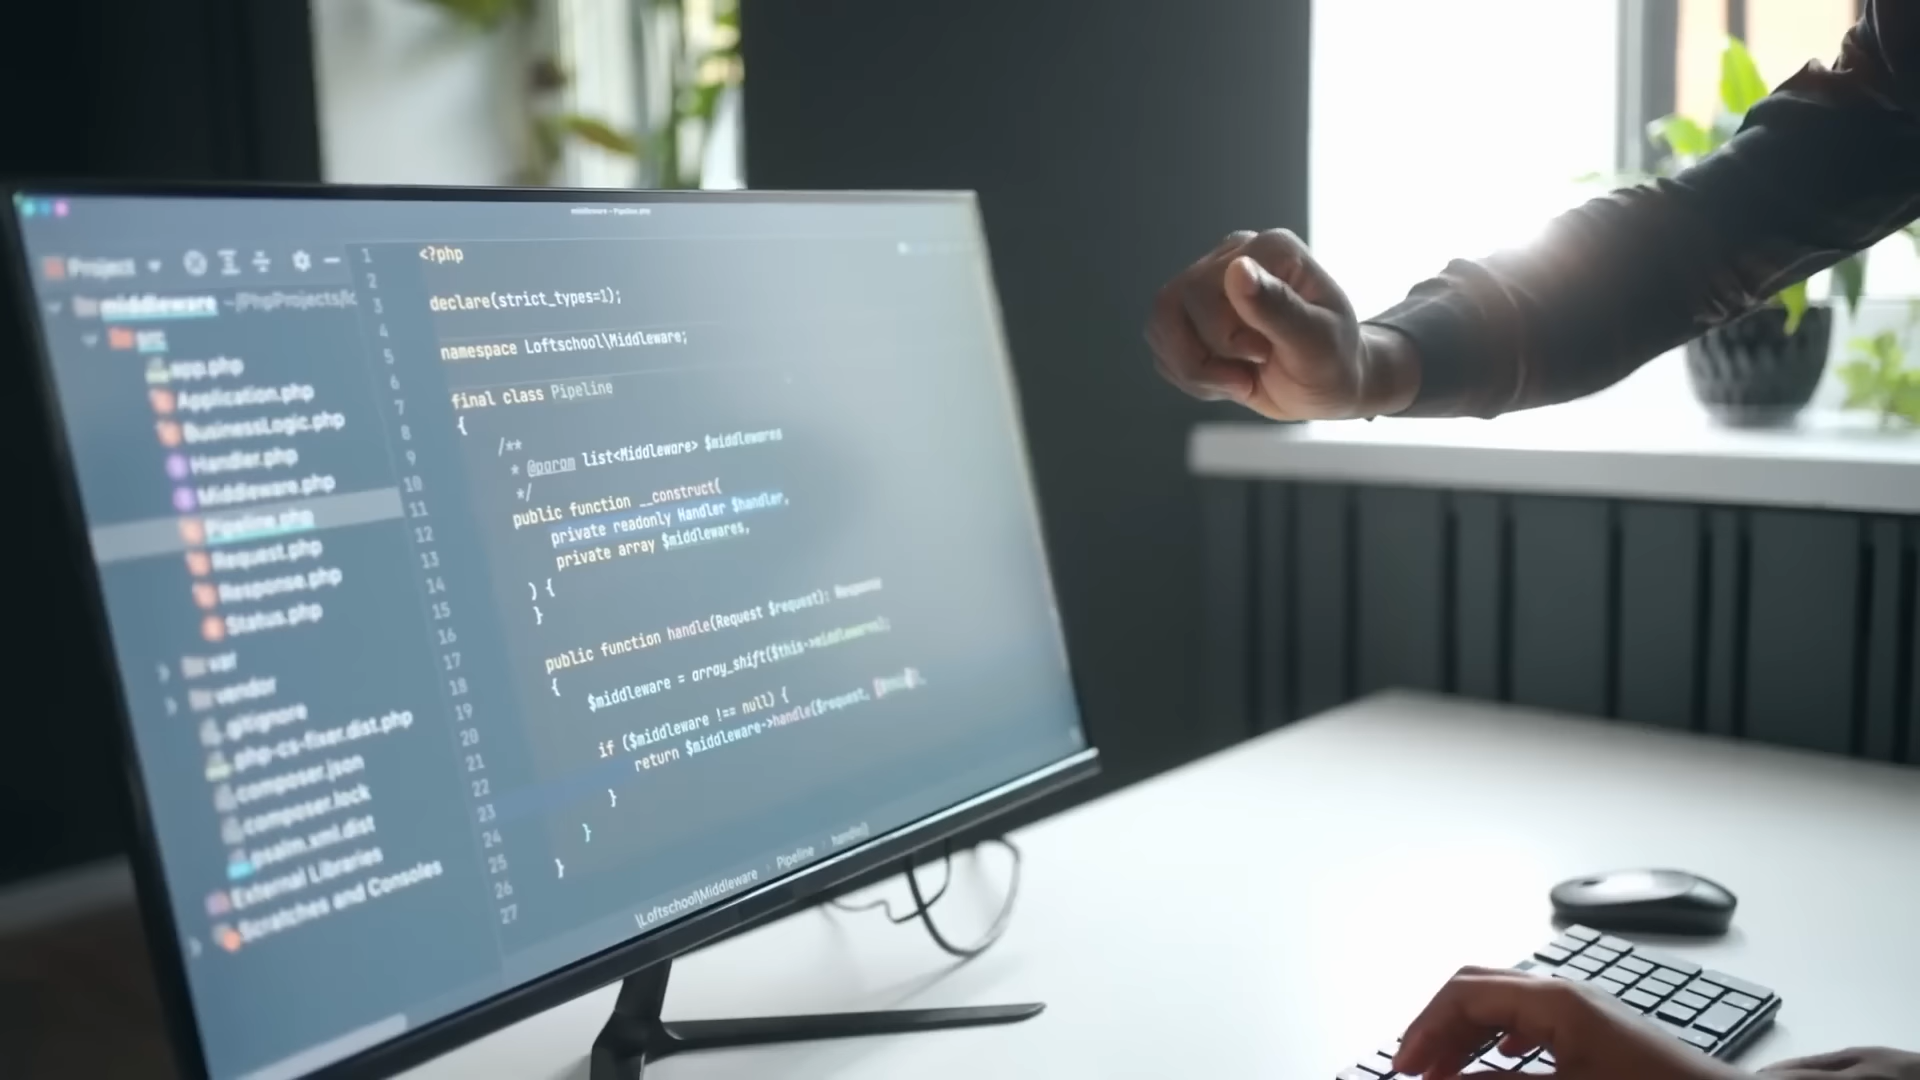 middleware – Pipeline.php
Project
middleware ~/PhpProjects/lo
src
app.php
Application.php
BusinessLogic.php
Handler.php
Middleware.php
Pipeline.php
Request.php
Response.php
Status.php
var
vendor
.gitignore
.php-cs-fixer.dist.php
composer.json
composer.lock
psalm.xml.dist
External Libraries
Scratches and Consoles
1 <?php
2
3 declare(strict_types=1);
4
5 namespace Loftschool\Middleware;
6
7 final class Pipeline
8 {
9 /**
10 * @param list<Middleware> $middlewares
11 */
12 public function __construct(
13 private readonly Handler $handler,
14 private array $middlewares,
15 ) {
16 }
17
18 public function handle(Request $request): Response
19 {
20 $middleware = array_shift($this->middlewares);
21
22 if ($middleware !== null) {
23 return $middleware->handle($request,
24 }
25 }
26 }
27
\Loftschool\Middleware › Pipeline › handle()